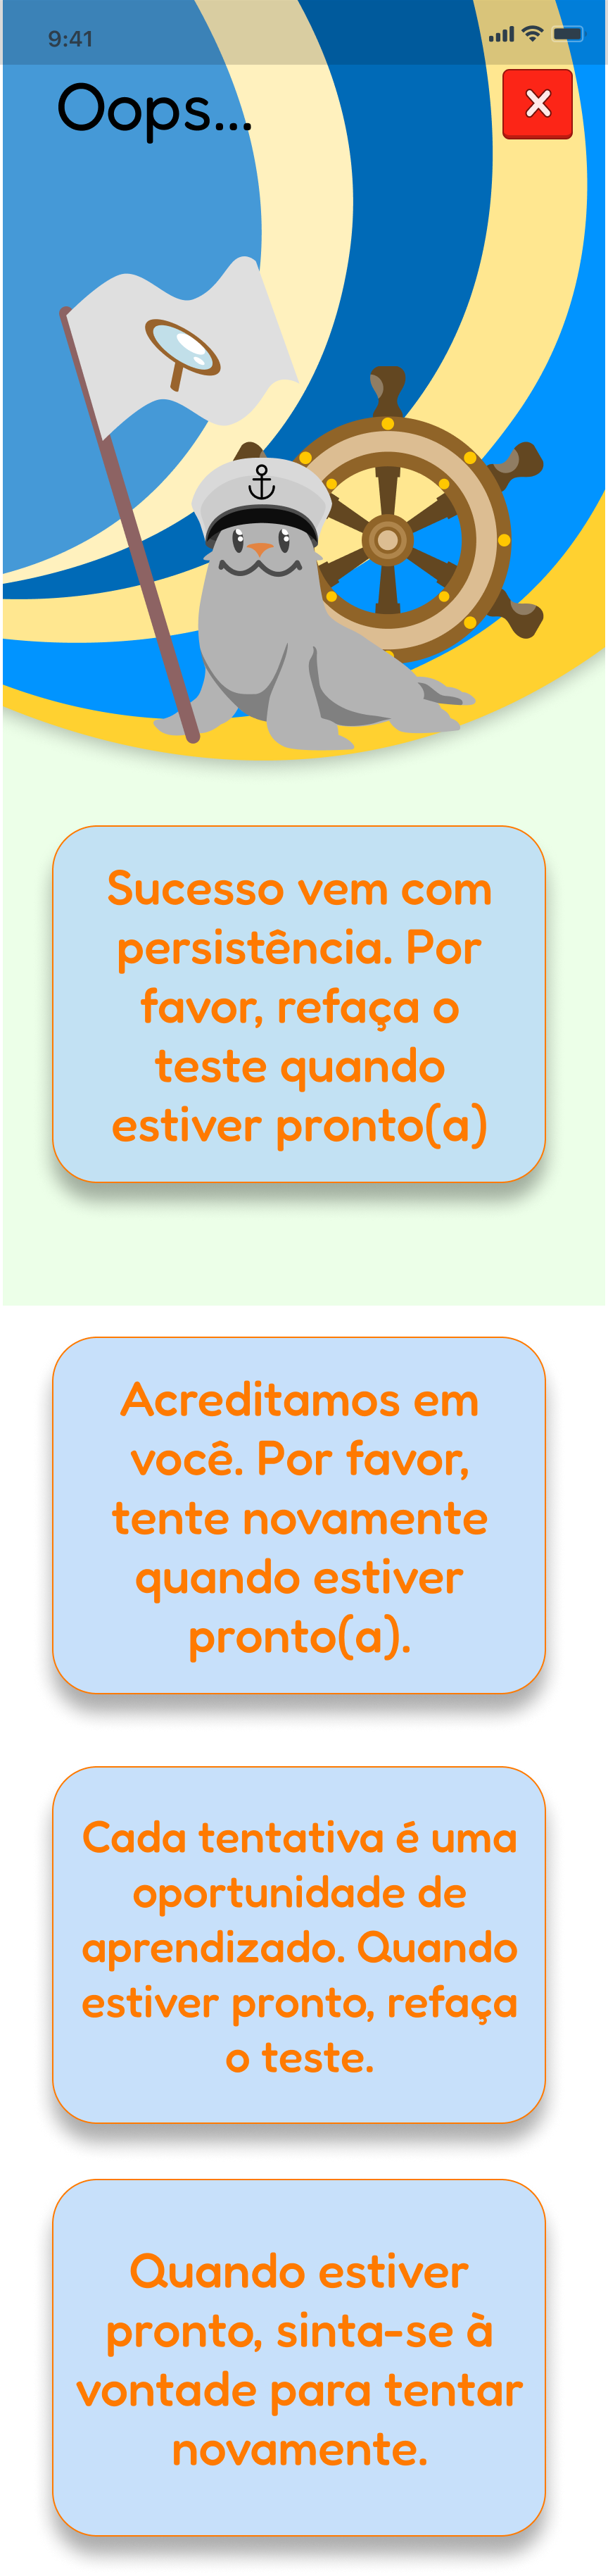 9:41
Oops...
Sucesso vem com
persistência. Por
favor, refaça o
teste quando
estiver pronto(a)
Acreditamos em
você. Por favor,
tente novamente
quando estiver
pronto(a).
Cada tentativa é uma
oportunidade de
aprendizado. Quando
estiver pronto, refaça
o teste.
Quando estiver
pronto, sinta-se à
vontade para tentar
novamente.